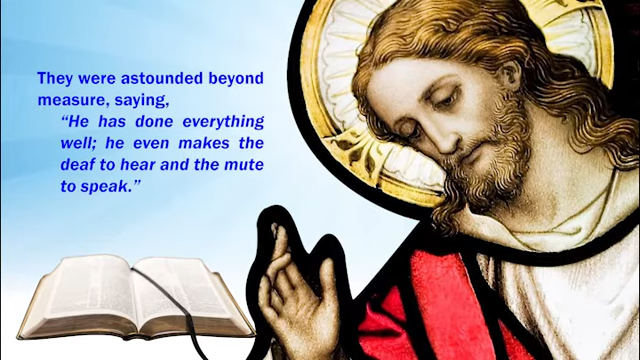 They were astounded beyond
measure, saying,
“He has done everything
well; he even makes the
deaf to hear and the mute
to speak.”